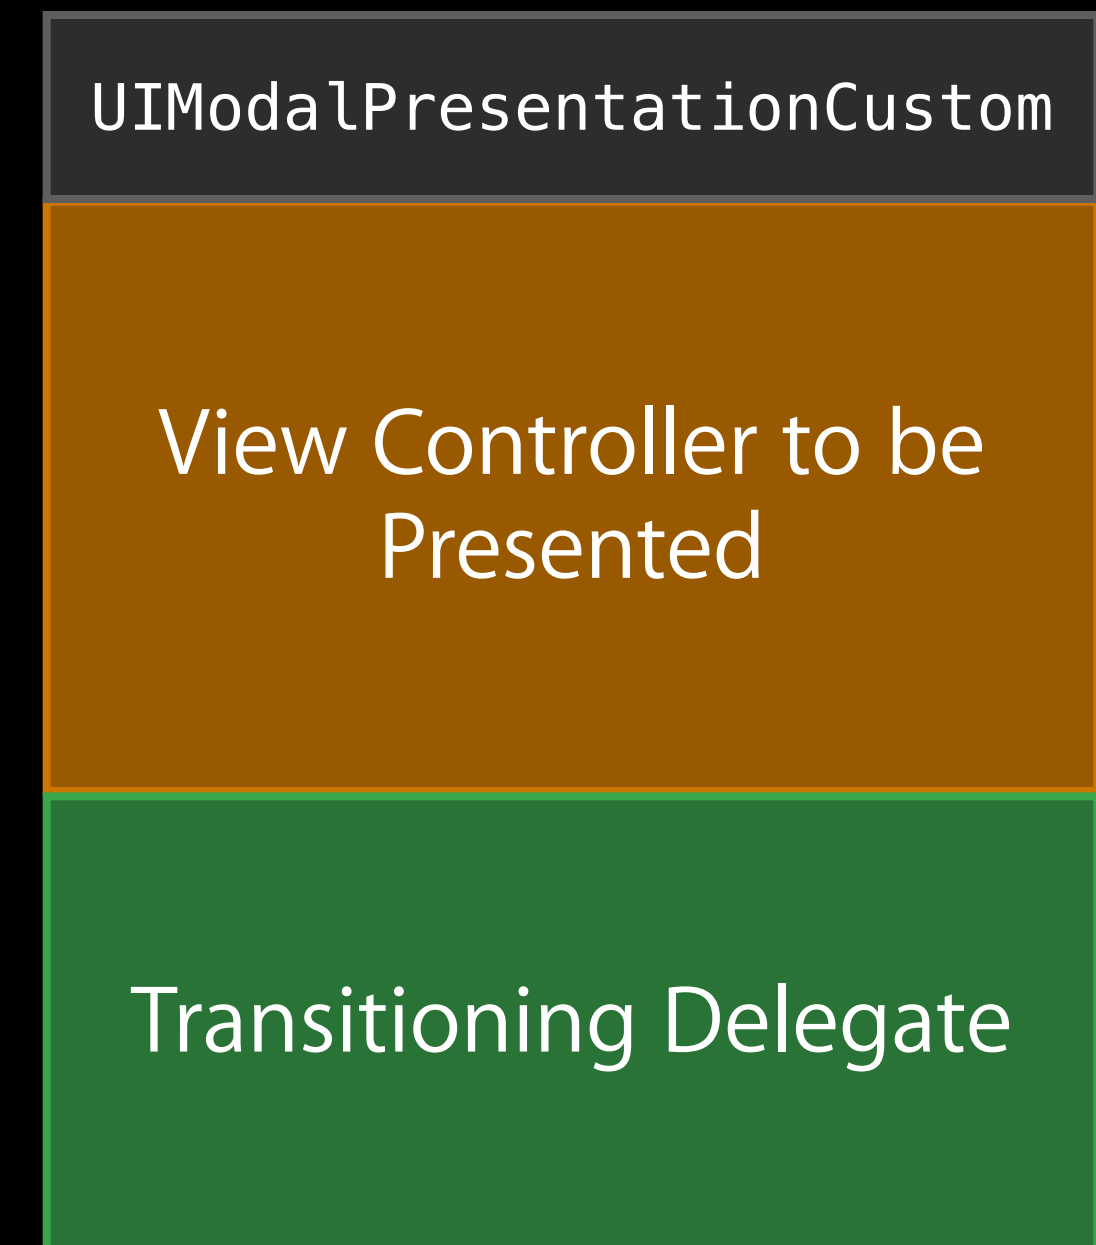 UIModalPresentationCustom
View Controller to be
Presented
Transitioning Delegate